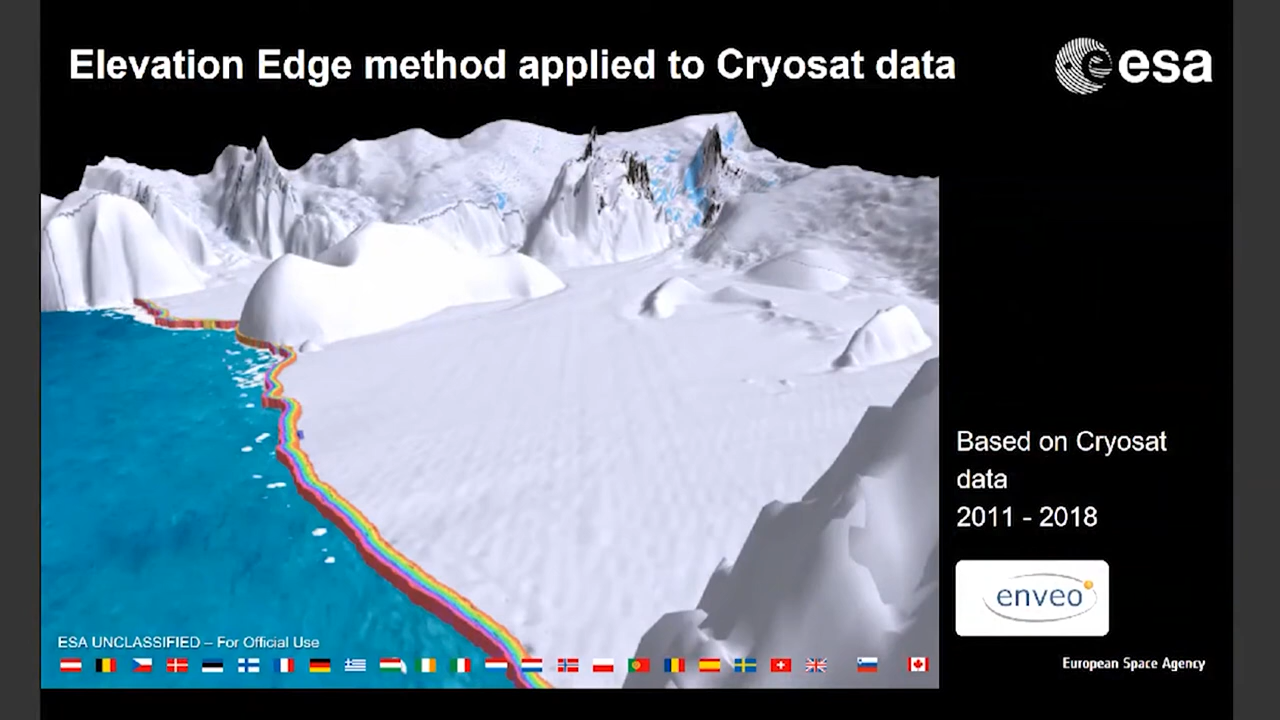 Elevation Edge method applied to Cryosat data
esa
Based on Cryosat
data
2011 - 2018
enveo
ESA UNCLASSIFIED – For Official Use
European Space Agency